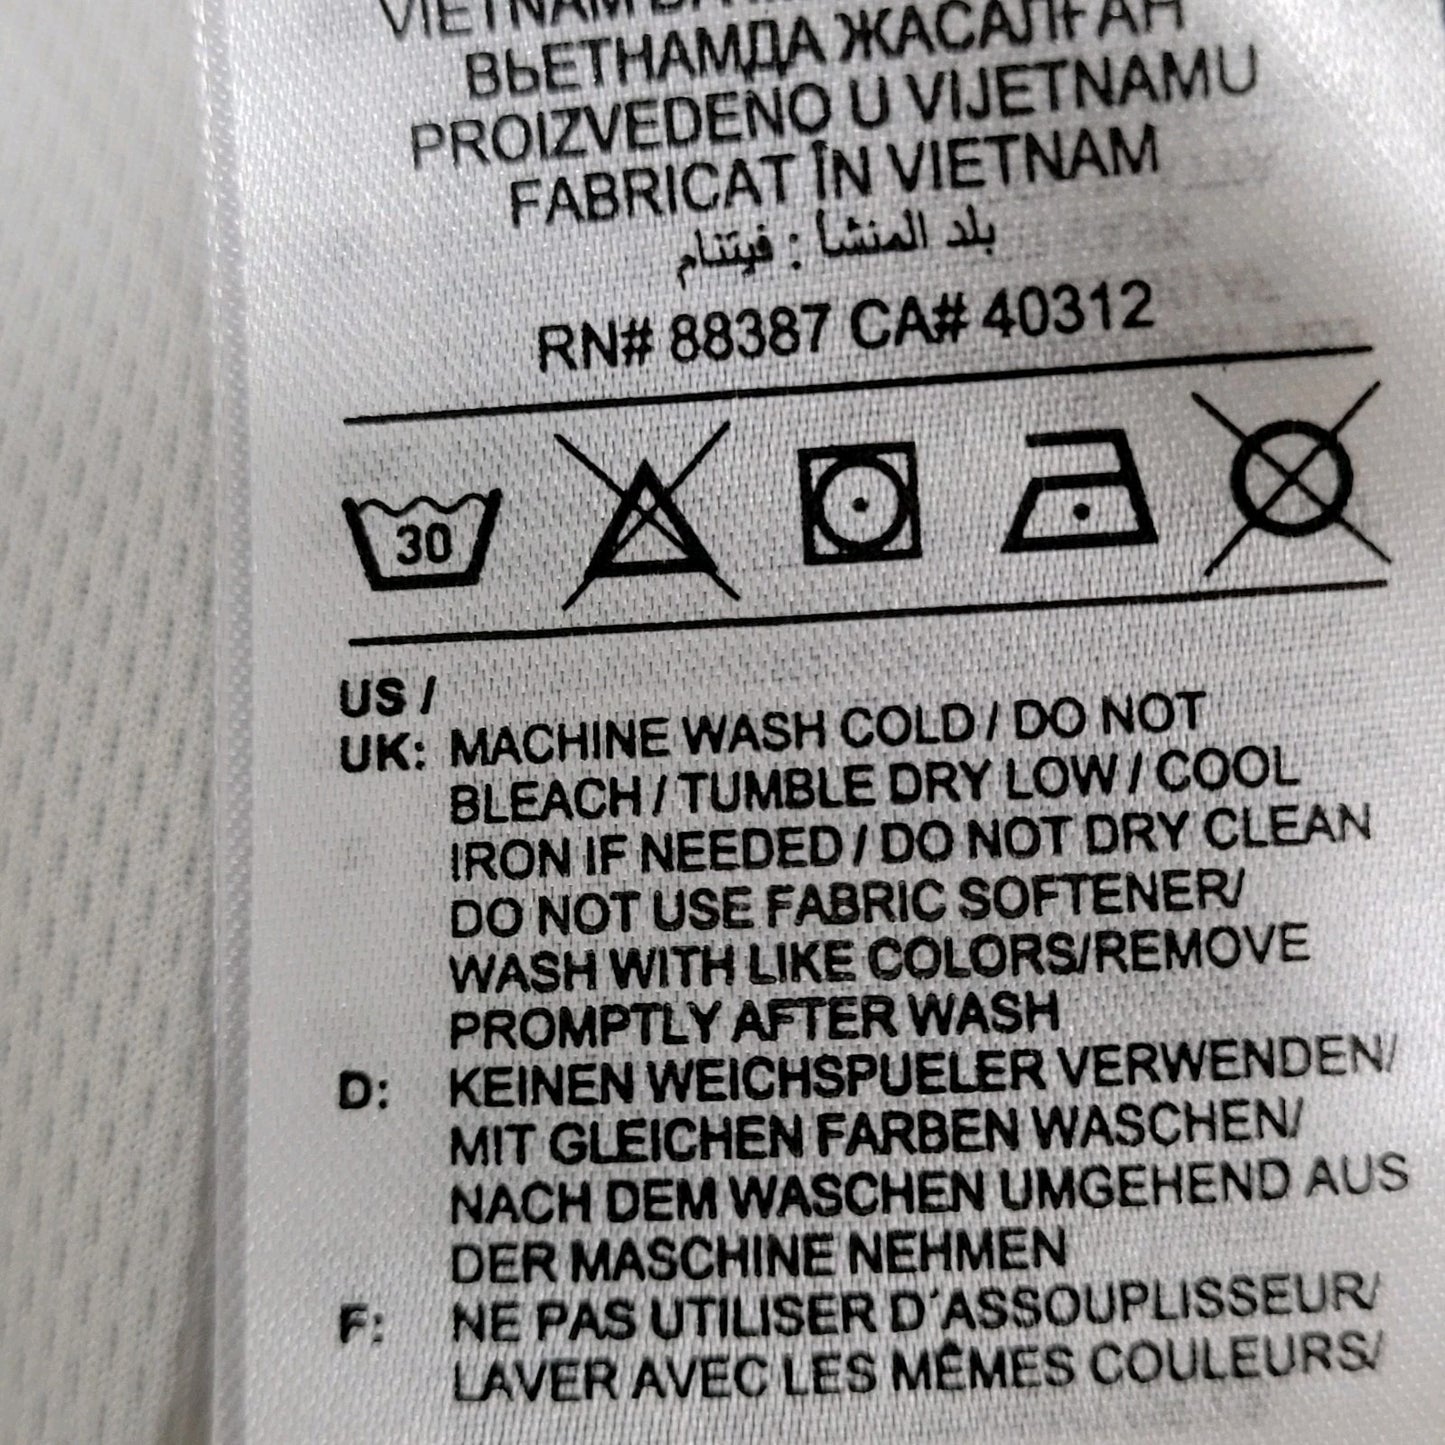 VIETNAM
ВЬЕТНАМДА ЖАСАЛҒАН
PROIZVEDENO U VIJETNAMU
FABRICAT ÎN VIETNAM
بلد المنشأ : فيتنام
RN# 88387 CA# 40312
30
US /
UK: MACHINE WASH COLD / DO NOT
BLEACH / TUMBLE DRY LOW / COOL
IRON IF NEEDED / DO NOT DRY CLEAN
DO NOT USE FABRIC SOFTENER/
WASH WITH LIKE COLORS/REMOVE
PROMPTLY AFTER WASH
D: KEINEN WEICHSPUELER VERWENDEN/
MIT GLEICHEN FARBEN WASCHEN/
NACH DEM WASCHEN UMGEHEND AUS
DER MASCHINE NEHMEN
F: NE PAS UTILISER D´ASSOUPLISSEUR/
LAVER AVEC LES MÊMES COULEURS/